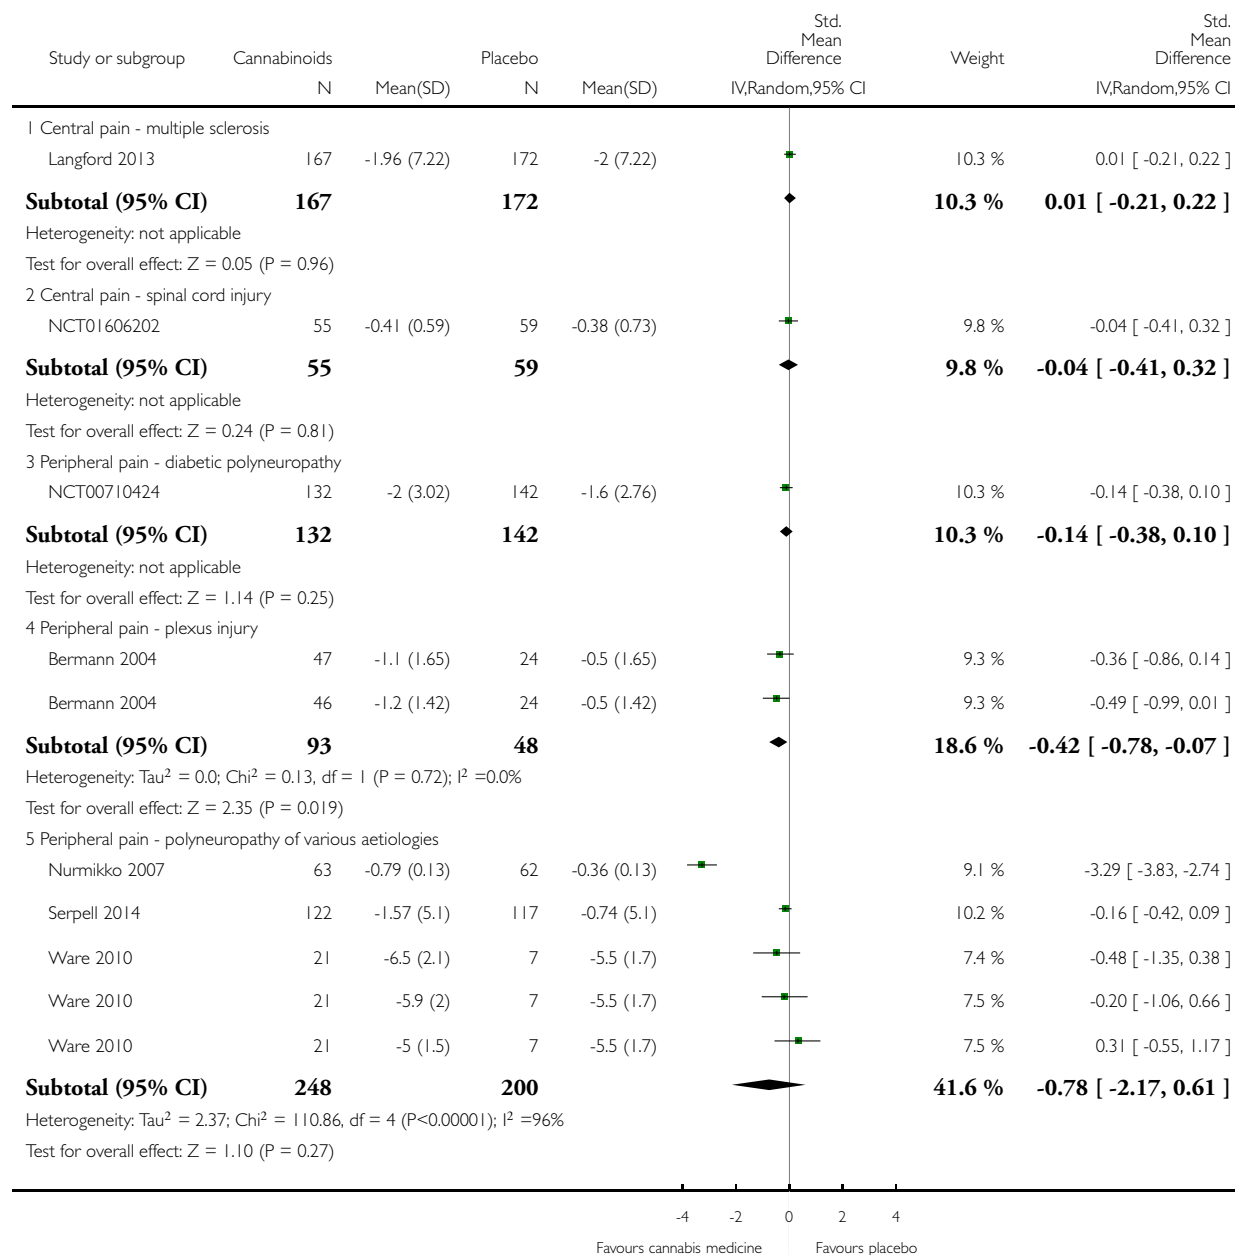 Study or subgroup Cannabinoids Placebo Std. Mean Difference Weight Std. Mean Difference
N Mean(SD) N Mean(SD) IV,Random,95% CI IV,Random,95% CI
1 Central pain - multiple sclerosis
Langford 2013 167 -1.96 (7.22) 172 -2 (7.22) 10.3 % 0.01 [ -0.21, 0.22 ]
Subtotal (95% CI) 167 172 10.3 % 0.01 [ -0.21, 0.22 ]
Heterogeneity: not applicable
Test for overall effect: Z = 0.05 (P = 0.96)
2 Central pain - spinal cord injury
NCT01606202 55 -0.41 (0.59) 59 -0.38 (0.73) 9.8 % -0.04 [ -0.41, 0.32 ]
Subtotal (95% CI) 55 59 9.8 % -0.04 [ -0.41, 0.32 ]
Heterogeneity: not applicable
Test for overall effect: Z = 0.24 (P = 0.81)
3 Peripheral pain - diabetic polyneuropathy
NCT00710424 132 -2 (3.02) 142 -1.6 (2.76) 10.3 % -0.14 [ -0.38, 0.10 ]
Subtotal (95% CI) 132 142 10.3 % -0.14 [ -0.38, 0.10 ]
Heterogeneity: not applicable
Test for overall effect: Z = 1.14 (P = 0.25)
4 Peripheral pain - plexus injury
Bermann 2004 47 -1.1 (1.65) 24 -0.5 (1.65) 9.3 % -0.36 [ -0.86, 0.14 ]
Bermann 2004 46 -1.2 (1.42) 24 -0.5 (1.42) 9.3 % -0.49 [ -0.99, 0.01 ]
Subtotal (95% CI) 93 48 18.6 % -0.42 [ -0.78, -0.07 ]
Heterogeneity: Tau² = 0.0; Chi² = 0.13, df = 1 (P = 0.72); I² =0.0%
Test for overall effect: Z = 2.35 (P = 0.019)
5 Peripheral pain - polyneuropathy of various aetiologies
Nurmikko 2007 63 -0.79 (0.13) 62 -0.36 (0.13) 9.1 % -3.29 [ -3.83, -2.74 ]
Serpell 2014 122 -1.57 (5.1) 117 -0.74 (5.1) 10.2 % -0.16 [ -0.42, 0.09 ]
Ware 2010 21 -6.5 (2.1) 7 -5.5 (1.7) 7.4 % -0.48 [ -1.35, 0.38 ]
Ware 2010 21 -5.9 (2) 7 -5.5 (1.7) 7.5 % -0.20 [ -1.06, 0.66 ]
Ware 2010 21 -5 (1.5) 7 -5.5 (1.7) 7.5 % 0.31 [ -0.55, 1.17 ]
Subtotal (95% CI) 248 200 41.6 % -0.78 [ -2.17, 0.61 ]
Heterogeneity: Tau² = 2.37; Chi² = 110.86, df = 4 (P<0.00001); I² =96%
Test for overall effect: Z = 1.10 (P = 0.27)
-4 -2 0 2 4
Favours cannabis medicine Favours placebo